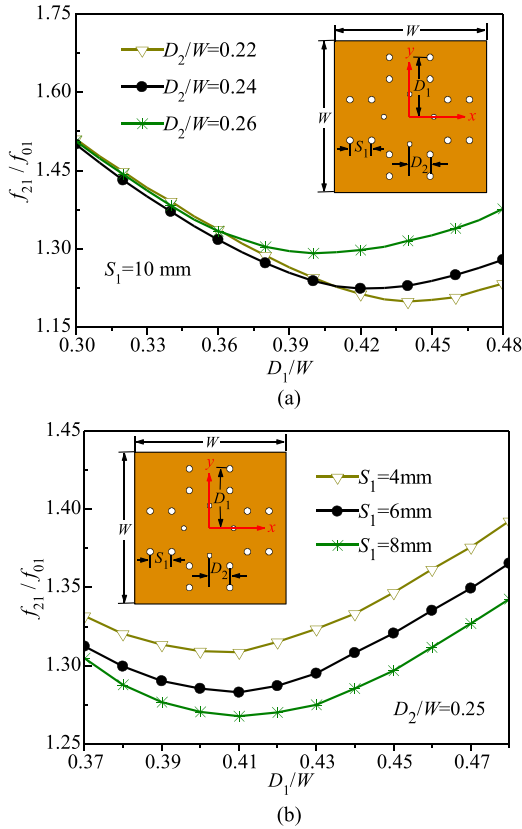 (a)
1.75
1.60
1.45
1.30
1.15
f21 / f01
D2/W=0.22
D2/W=0.24
D2/W=0.26
S1=10 mm
W
W
y
D1
x
S1
D2
0.30 0.33 0.36 0.39 0.42 0.45 0.48
D1/W
(a)
(b)
1.45
1.40
1.35
1.30
1.25
f21 / f01
W
W
y
D1
x
S1
D2
S1=4mm
S1=6mm
S1=8mm
D2/W=0.25
0.37 0.39 0.41 0.43 0.45 0.47
D1/W
(b)